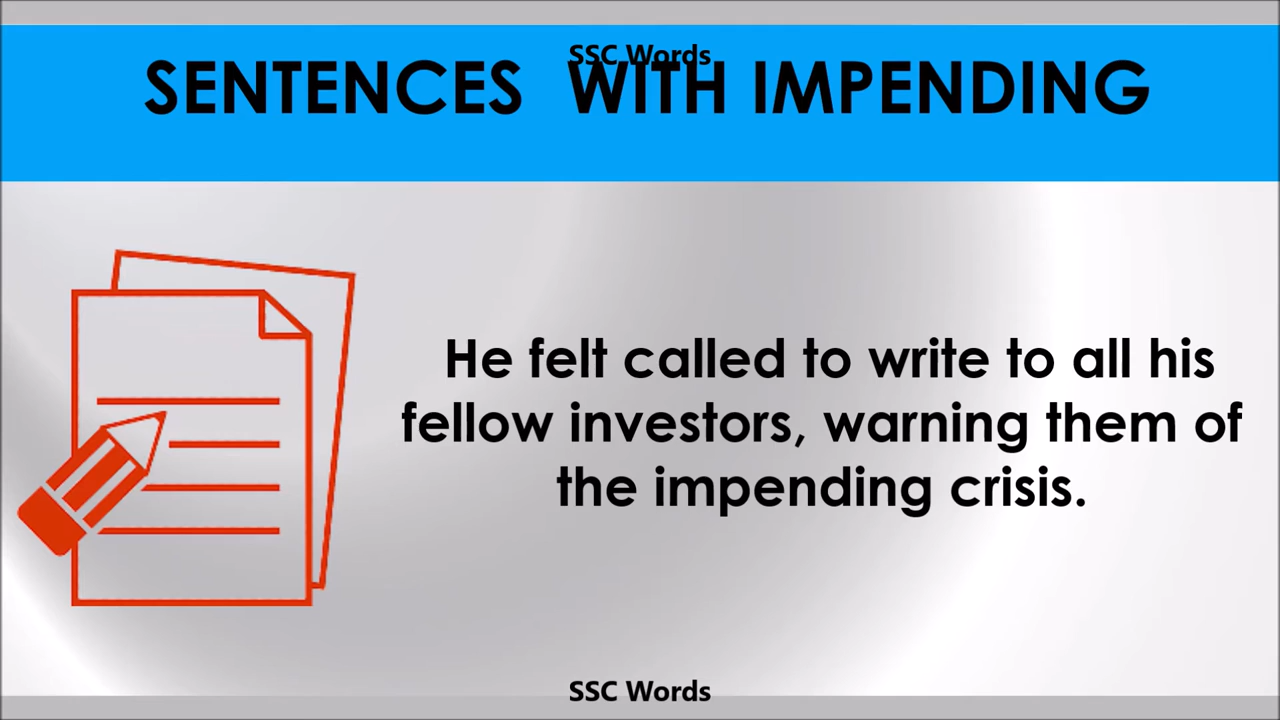 SSC Words
SENTENCES WITH IMPENDING
He felt called to write to all his
fellow investors, warning them of
the impending crisis.
SSC Words